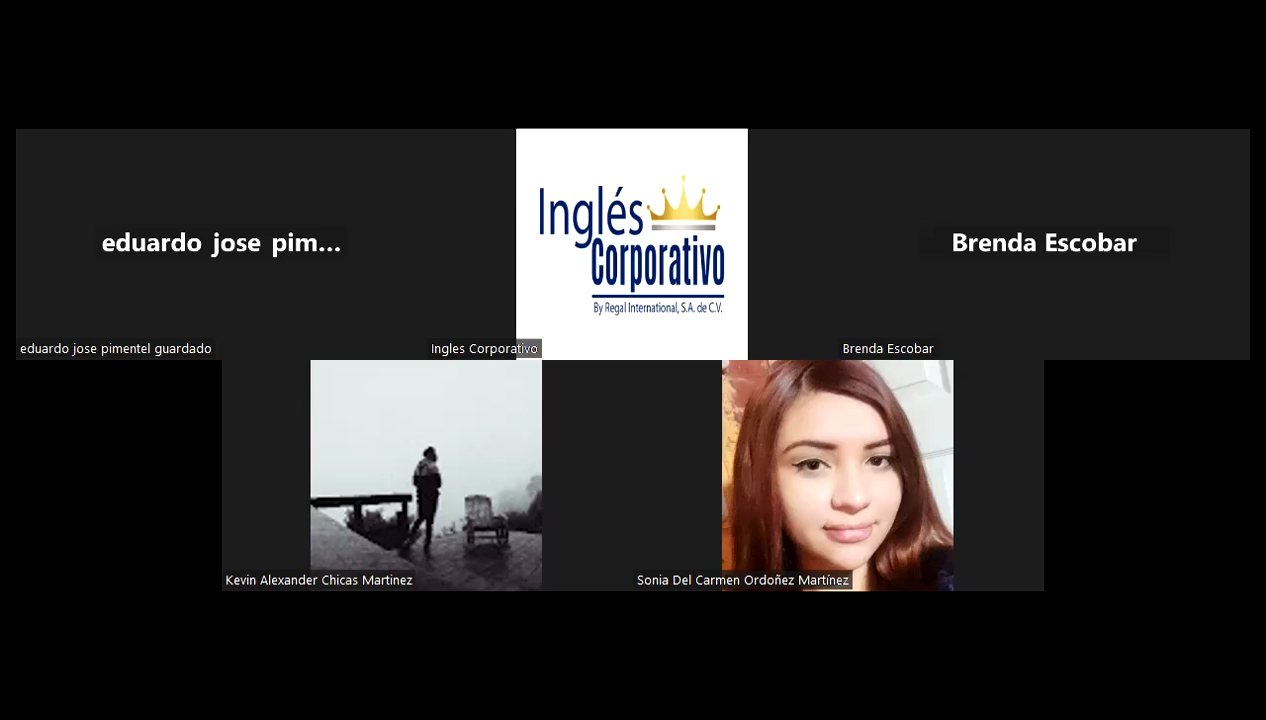 eduardo jose pim...
Inglés
Corporativo
By Regal International, S.A. de C.V.
Brenda Escobar
eduardo jose pimentel guardado
Ingles Corporativo
Brenda Escobar
Kevin Alexander Chicas Martinez
Sonia Del Carmen Ordoñez Martínez